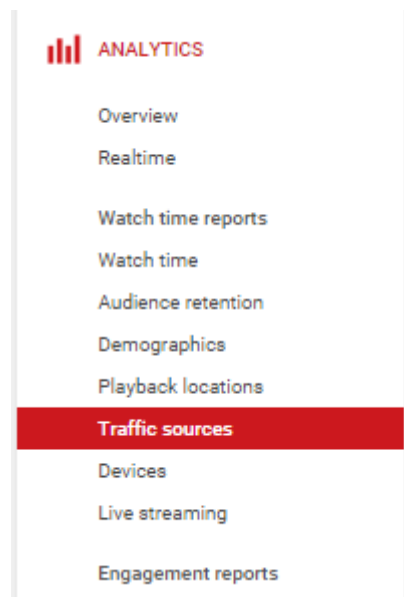 ANALYTICS
Overview
Realtime
Watch time reports
Watch time
Audience retention
Demographics
Playback locations
Traffic sources
Devices
Live streaming
Engagement reports